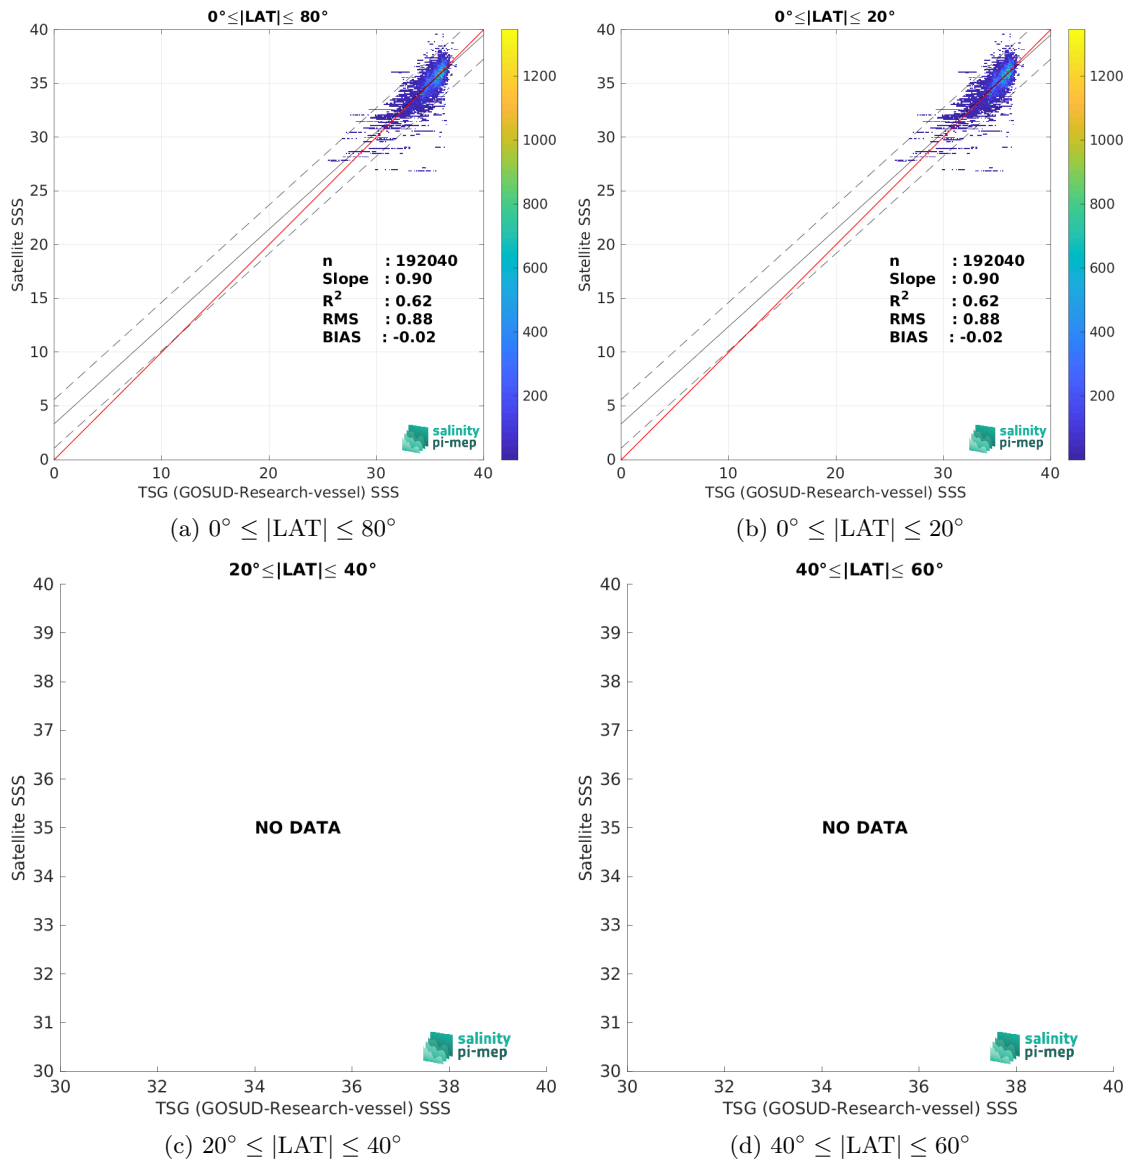 0°≤|LAT|≤ 80°
40
35
30
25
20
15
10
5
0
Satellite SSS
n : 192040
Slope : 0.90
R² : 0.62
RMS : 0.88
BIAS : -0.02
salinity
pi-mep
0 10 20 30 40
TSG (GOSUD-Research-vessel) SSS
1200
1000
800
600
400
200
(a) 0° ≤ |LAT| ≤ 80°
0°≤|LAT|≤ 20°
40
35
30
25
20
15
10
5
0
Satellite SSS
n : 192040
Slope : 0.90
R² : 0.62
RMS : 0.88
BIAS : -0.02
salinity
pi-mep
0 10 20 30 40
TSG (GOSUD-Research-vessel) SSS
1200
1000
800
600
400
200
(b) 0° ≤ |LAT| ≤ 20°
20°≤|LAT|≤ 40°
40
39
38
37
36
35
34
33
32
31
30
Satellite SSS
NO DATA
salinity
pi-mep
30 32 34 36 38 40
TSG (GOSUD-Research-vessel) SSS
(c) 20° ≤ |LAT| ≤ 40°
40°≤|LAT|≤ 60°
40
39
38
37
36
35
34
33
32
31
30
Satellite SSS
NO DATA
salinity
pi-mep
30 32 34 36 38 40
TSG (GOSUD-Research-vessel) SSS
(d) 40° ≤ |LAT| ≤ 60°